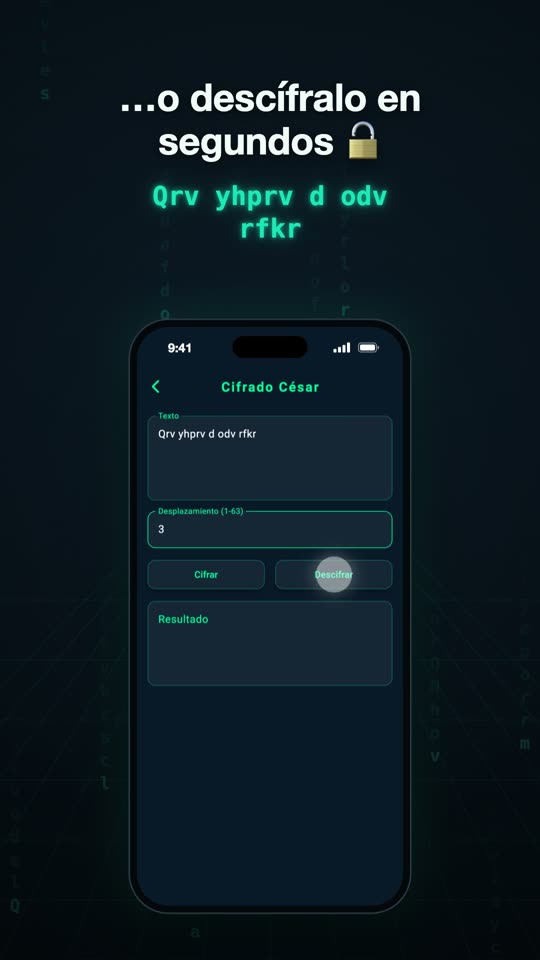 ...o descífralo en
segundos 🔒
Qrv yhprv d odv
rfkr
9:41
Cifrado César
Texto
Qrv yhprv d odv rfkr
Desplazamiento (1-63)
3
Cifrar
Descifrar
Resultado